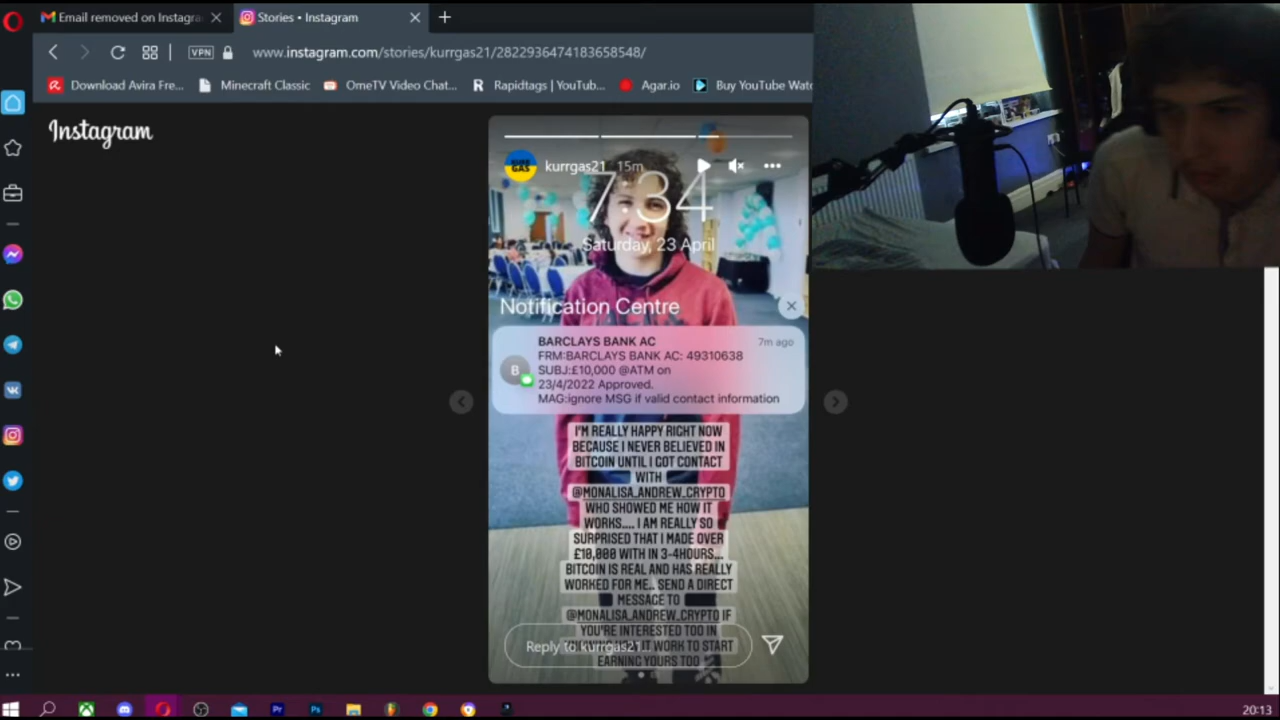 Email removed on Instagra
Stories • Instagram
VPN
www.instagram.com/stories/kurrgas21/2822936474183658548/
Download Avira Fre...
Minecraft Classic
OmeTV Video Chat...
Rapidtags | YouTub...
Agar.io
Buy YouTube Watc
Instagram
kurrgas21 15m
7:34
Saturday, 23 April
Notification Centre
BARCLAYS BANK AC 7m ago
FRM:BARCLAYS BANK AC: 49310638
SUBJ:£10,000 @ATM on
23/4/2022 Approved.
MAG:ignore MSG if valid contact information
B
I'M REALLY HAPPY RIGHT NOW
BECAUSE I NEVER BELIEVED IN
BITCOIN UNTIL I GOT CONTACT
WITH
@MONALISA_ANDREW_CRYPTO
WHO SHOWED ME HOW IT
WORKS.... I AM REALLY SO
SURPRISED THAT I MADE OVER
£10,000 WITH IN 3-4HOURS...
BITCOIN IS REAL AND HAS REALLY
WORKED FOR ME.. SEND A DIRECT
MESSAGE TO
@MONALISA_ANDREW_CRYPTO IF
YOU'RE INTERESTED TOO IN
IT WORK TO START
Reply to kurrgas21...
EARNING YOURS TOO
20:13